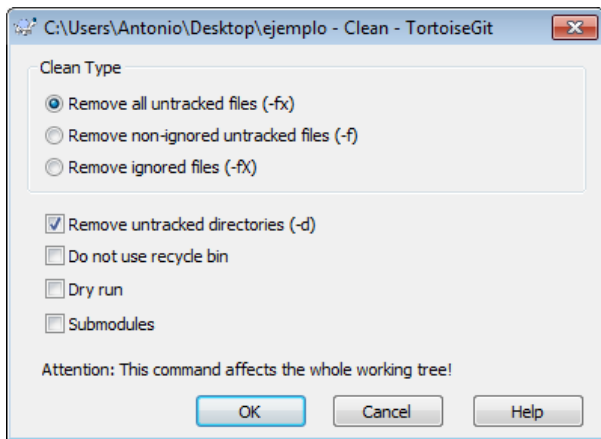 C:\Users\Antonio\Desktop\ejemplo - Clean - TortoiseGit
Clean Type
Remove all untracked files (-fx)
Remove non-ignored untracked files (-f)
Remove ignored files (-fX)
Remove untracked directories (-d)
Do not use recycle bin
Dry run
Submodules
Attention: This command affects the whole working tree!
OK Cancel Help